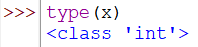 >>> type(x)
<class 'int'>